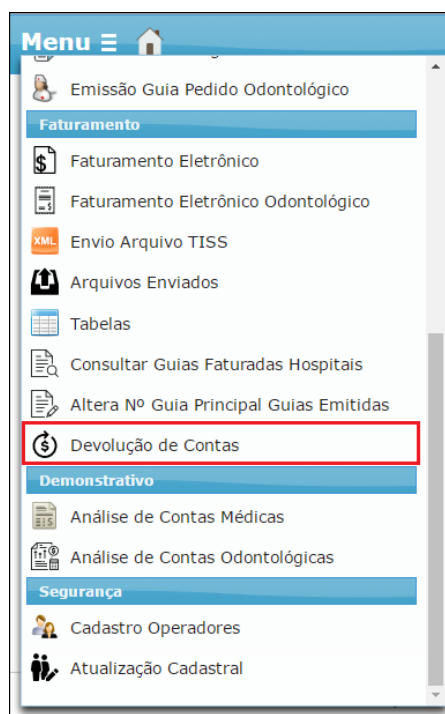 Menu
Emissão Guia Pedido Odontológico
Faturamento
Faturamento Eletrônico
Faturamento Eletrônico Odontológico
XML
Envio Arquivo TISS
Arquivos Enviados
Tabelas
Consultar Guias Faturadas Hospitais
Altera Nº Guia Principal Guias Emitidas
Devolução de Contas
Demonstrativo
Análise de Contas Médicas
Análise de Contas Odontológicas
Segurança
Cadastro Operadores
Atualização Cadastral